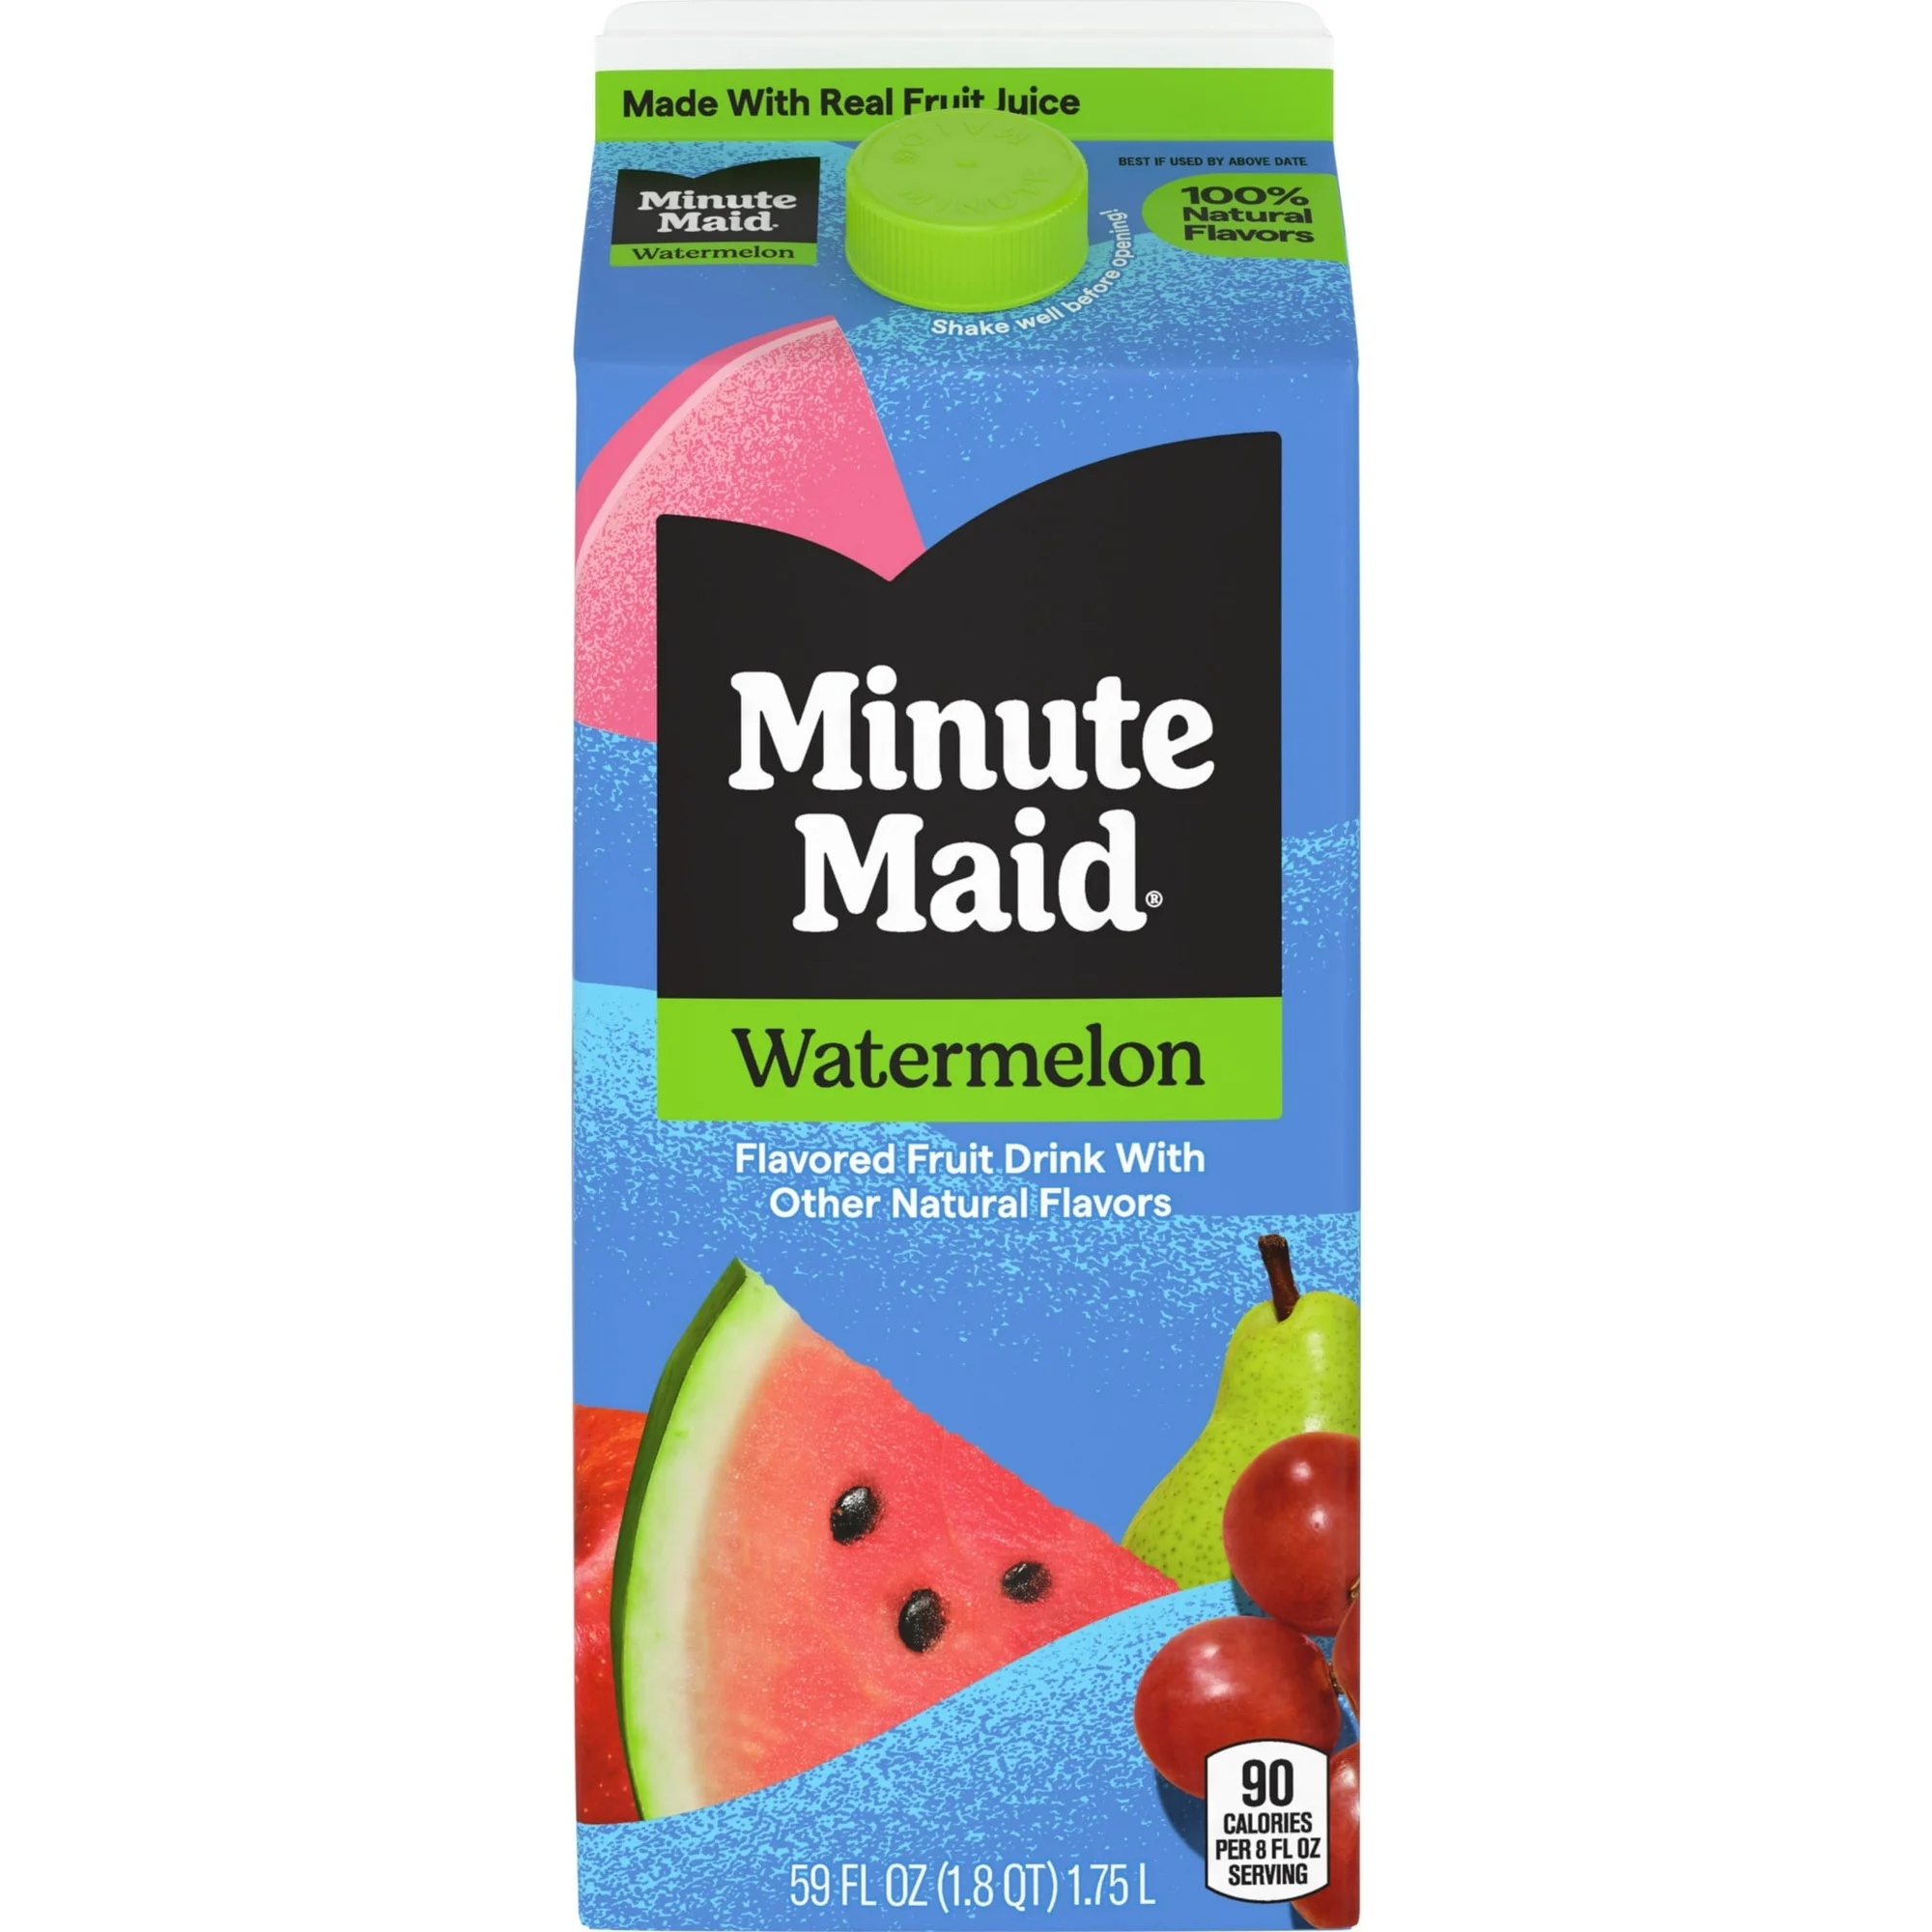 Made With Real Fruit Juice
BEST IF USED BY ABOVE DATE
Minute
Maid
Watermelon
100%
Natural
Flavors
Shake well before opening!
Minute
Maid®
Watermelon
Flavored Fruit Drink With
Other Natural Flavors
90
CALORIES
PER 8 FL OZ
SERVING
59 FL OZ (1.8 QT) 1.75 L